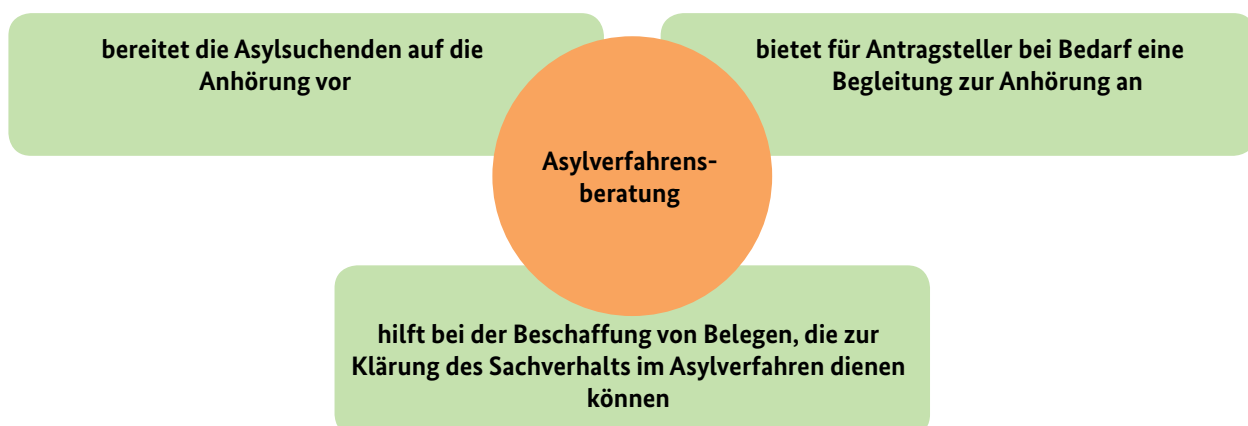 bereitet die Asylsuchenden auf die
Anhörung vor
bietet für Antragsteller bei Bedarf eine
Begleitung zur Anhörung an
Asylverfahrens-
beratung
hilft bei der Beschaffung von Belegen, die zur
Klärung des Sachverhalts im Asylverfahren dienen
können